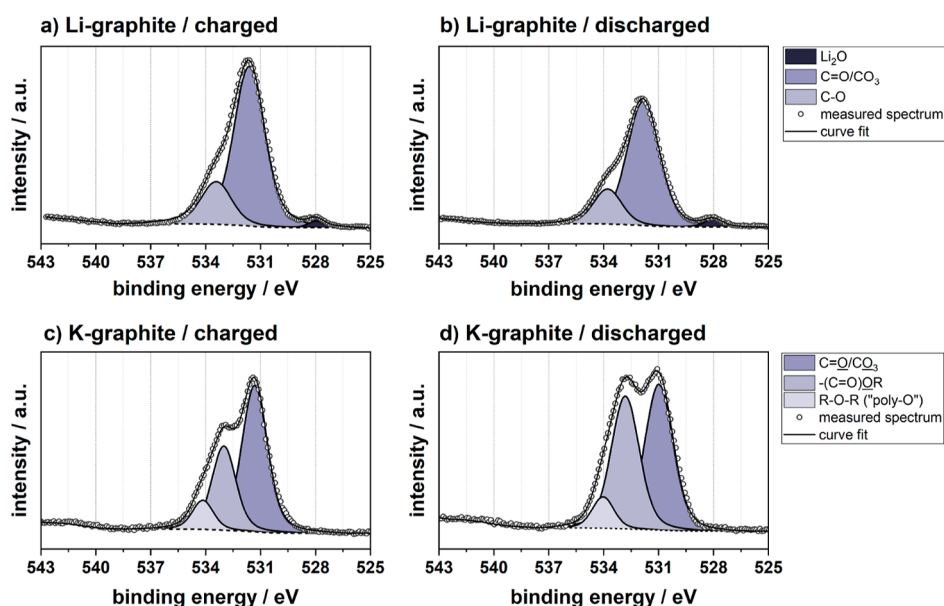 a) Li-graphite / charged
b) Li-graphite / discharged
intensity / a.u.
543 540 537 534 531 528 525
binding energy / eV
intensity / a.u.
543 540 537 534 531 528 525
binding energy / eV
Li₂O
C=O/CO₃
C-O
measured spectrum
curve fit
c) K-graphite / charged
d) K-graphite / discharged
intensity / a.u.
543 540 537 534 531 528 525
binding energy / eV
intensity / a.u.
543 540 537 534 531 528 525
binding energy / eV
C=O/CO₃
-(C=O)OR
R-O-R ("poly-O")
measured spectrum
curve fit